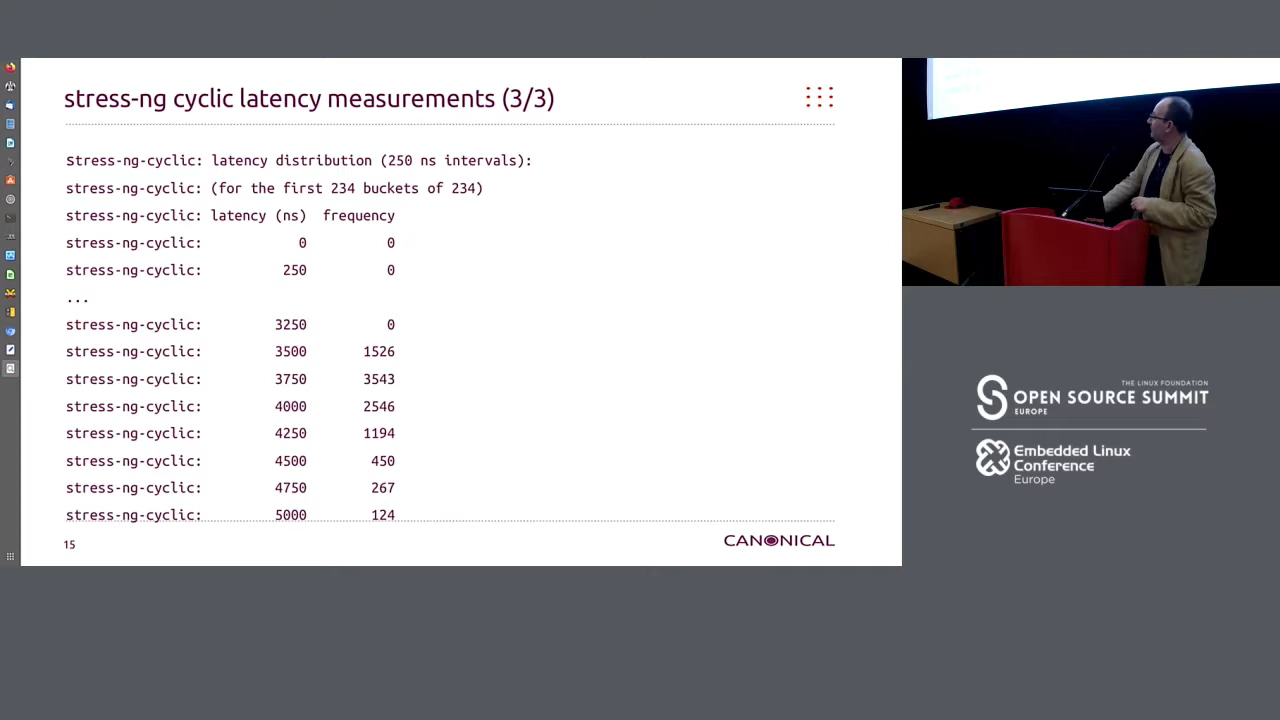 stress-ng cyclic latency measurements (3/3)
stress-ng-cyclic: latency distribution (250 ns intervals):
stress-ng-cyclic: (for the first 234 buckets of 234)
stress-ng-cyclic: latency (ns) frequency
stress-ng-cyclic: 0 0
stress-ng-cyclic: 250 0
...
stress-ng-cyclic: 3250 0
stress-ng-cyclic: 3500 1526
stress-ng-cyclic: 3750 3543
stress-ng-cyclic: 4000 2546
stress-ng-cyclic: 4250 1194
stress-ng-cyclic: 4500 450
stress-ng-cyclic: 4750 267
stress-ng-cyclic: 5000 124
15
CANONICAL
THE LINUX FOUNDATION
OPEN SOURCE SUMMIT
EUROPE
Embedded Linux
Conference
Europe